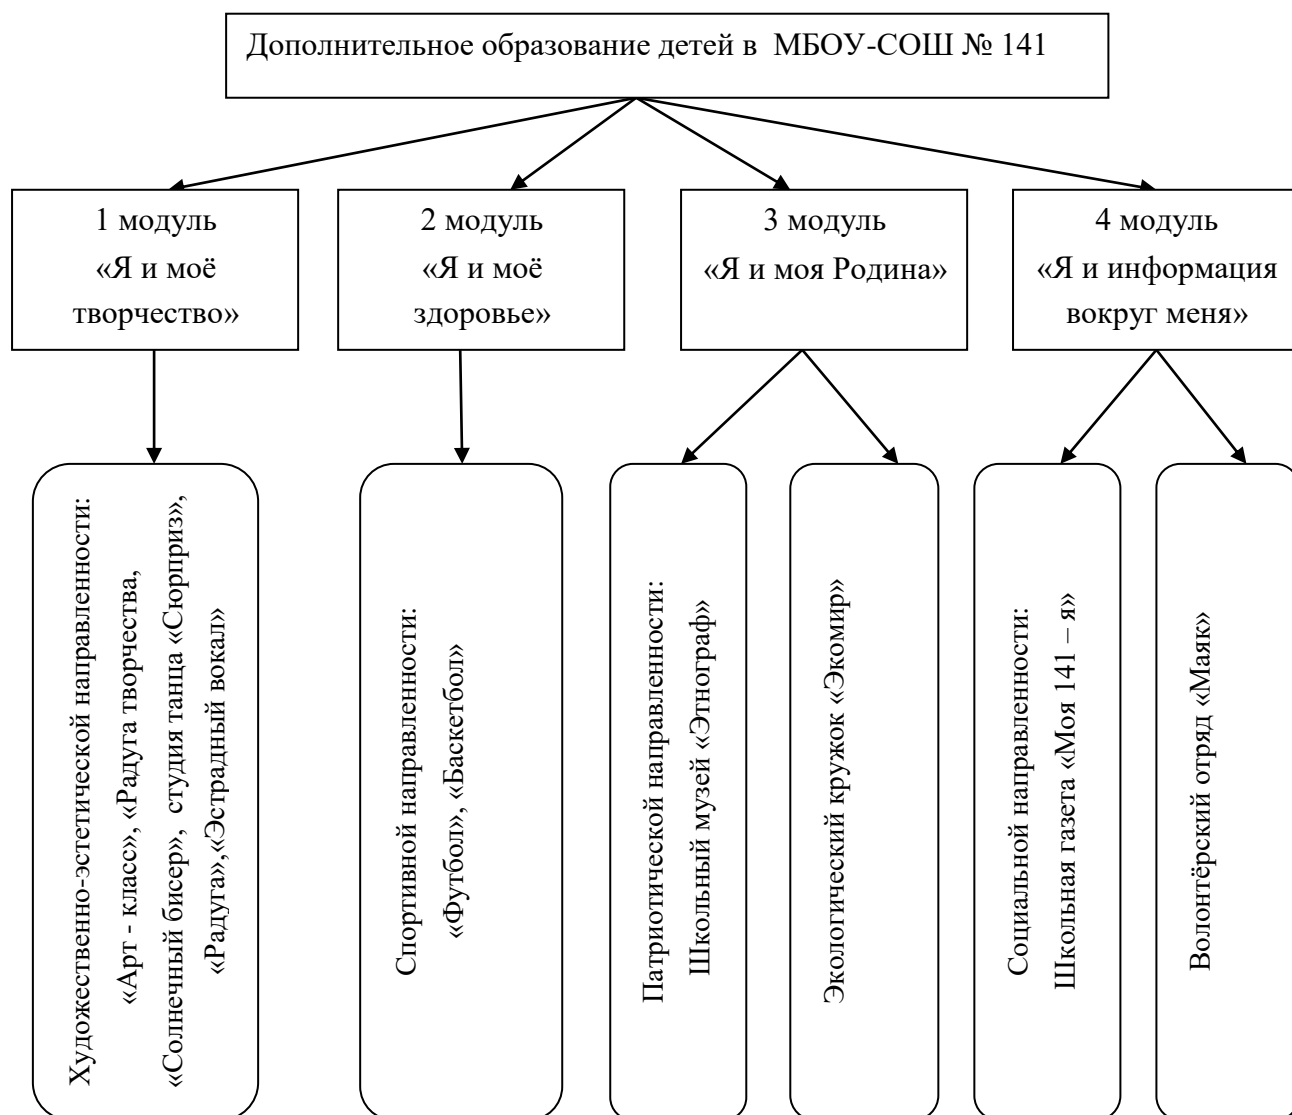 Дополнительное образование детей в  МБОУ-СОШ № 141
1 модуль
«Я и моё
творчество»
2 модуль
«Я и моё
здоровье»
3 модуль
«Я и моя Родина»
4 модуль
«Я и информация
вокруг меня»
Художественно-эстетической направленности:
«Арт - класс», «Радуга творчества,
«Солнечный бисер»,  студия танца «Сюрприз»,
«Радуга»,«Эстрадный вокал»
Спортивной направленности:
«Футбол», «Баскетбол»
Патриотической направленности:
Школьный музей «Этнограф»
Экологический кружок «Экомир»
Социальной направленности:
Школьная газета «Моя 141 – я»
Волонтёрский отряд «Маяк»